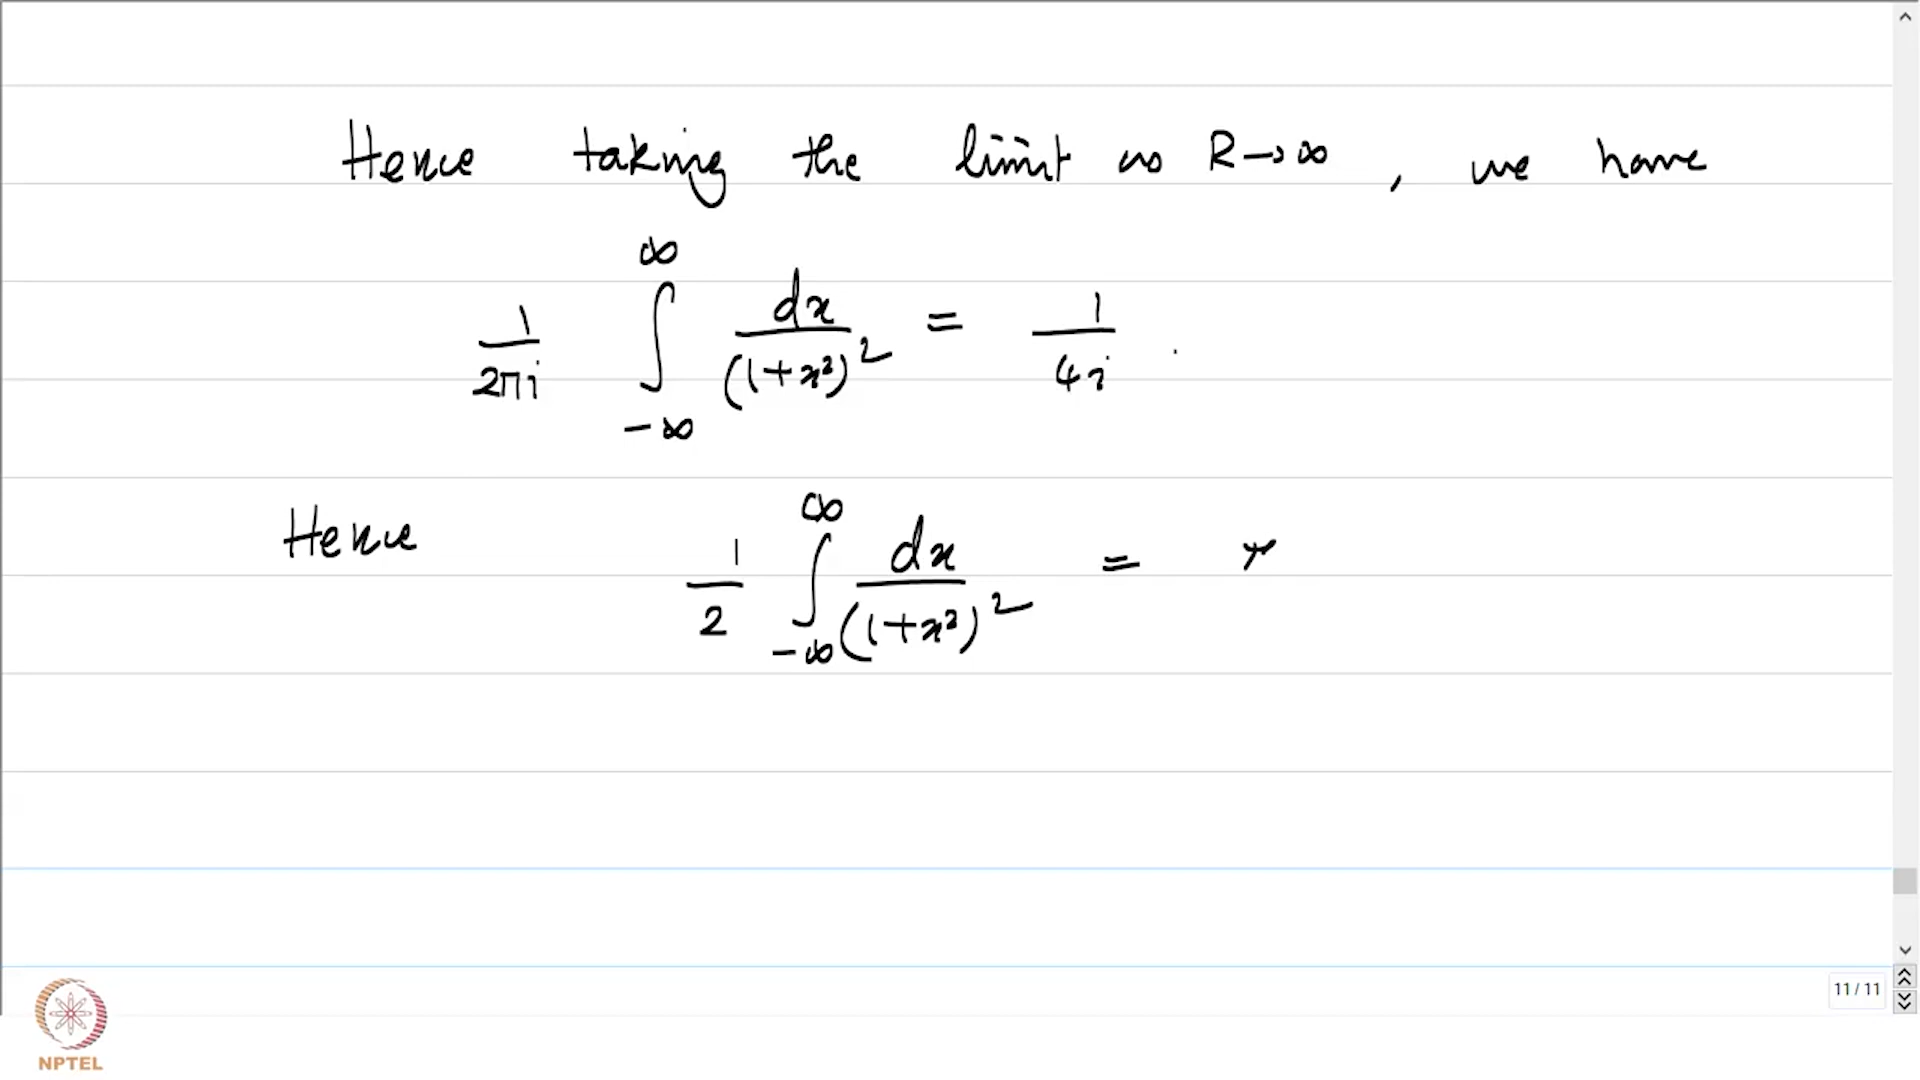 Hence taking the limit as R→∞, we have
1/2πi ∫_{-∞}^{∞} dx/(1+x²)² = 1/4i .
Hence 1/2 ∫_{-∞}^{∞} dx/(1+x²)² =
11 / 11
NPTEL